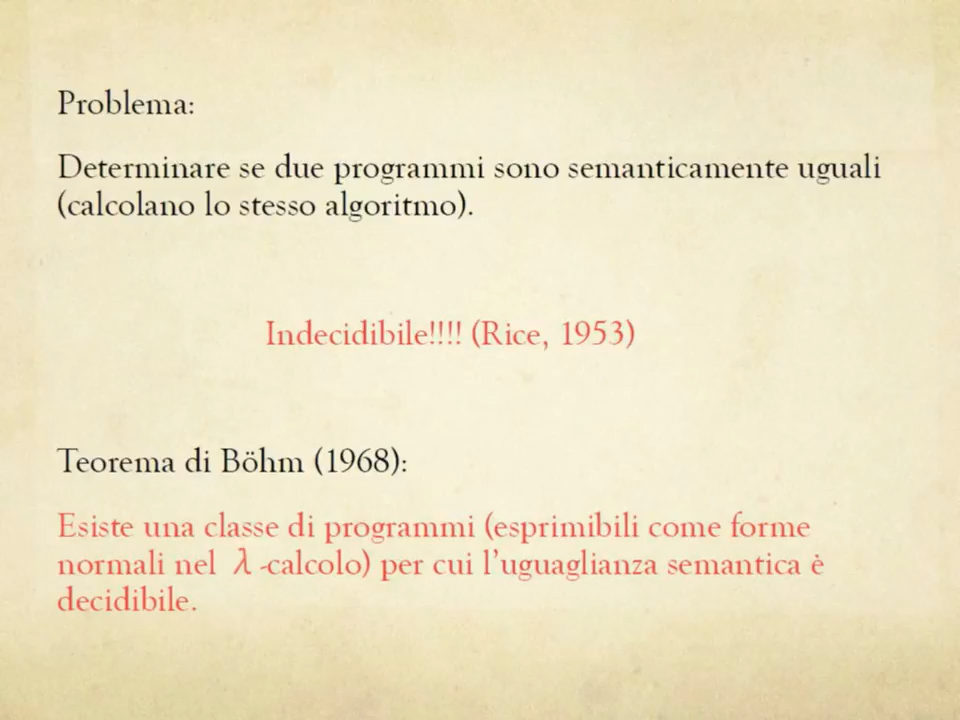 Problema:
Determinare se due programmi sono semanticamente uguali
(calcolano lo stesso algoritmo).
Indecidibile!!!! (Rice, 1953)
Teorema di Böhm (1968):
Esiste una classe di programmi (esprimibili come forme
normali nel λ -calcolo) per cui l’uguaglianza semantica è
decidibile.